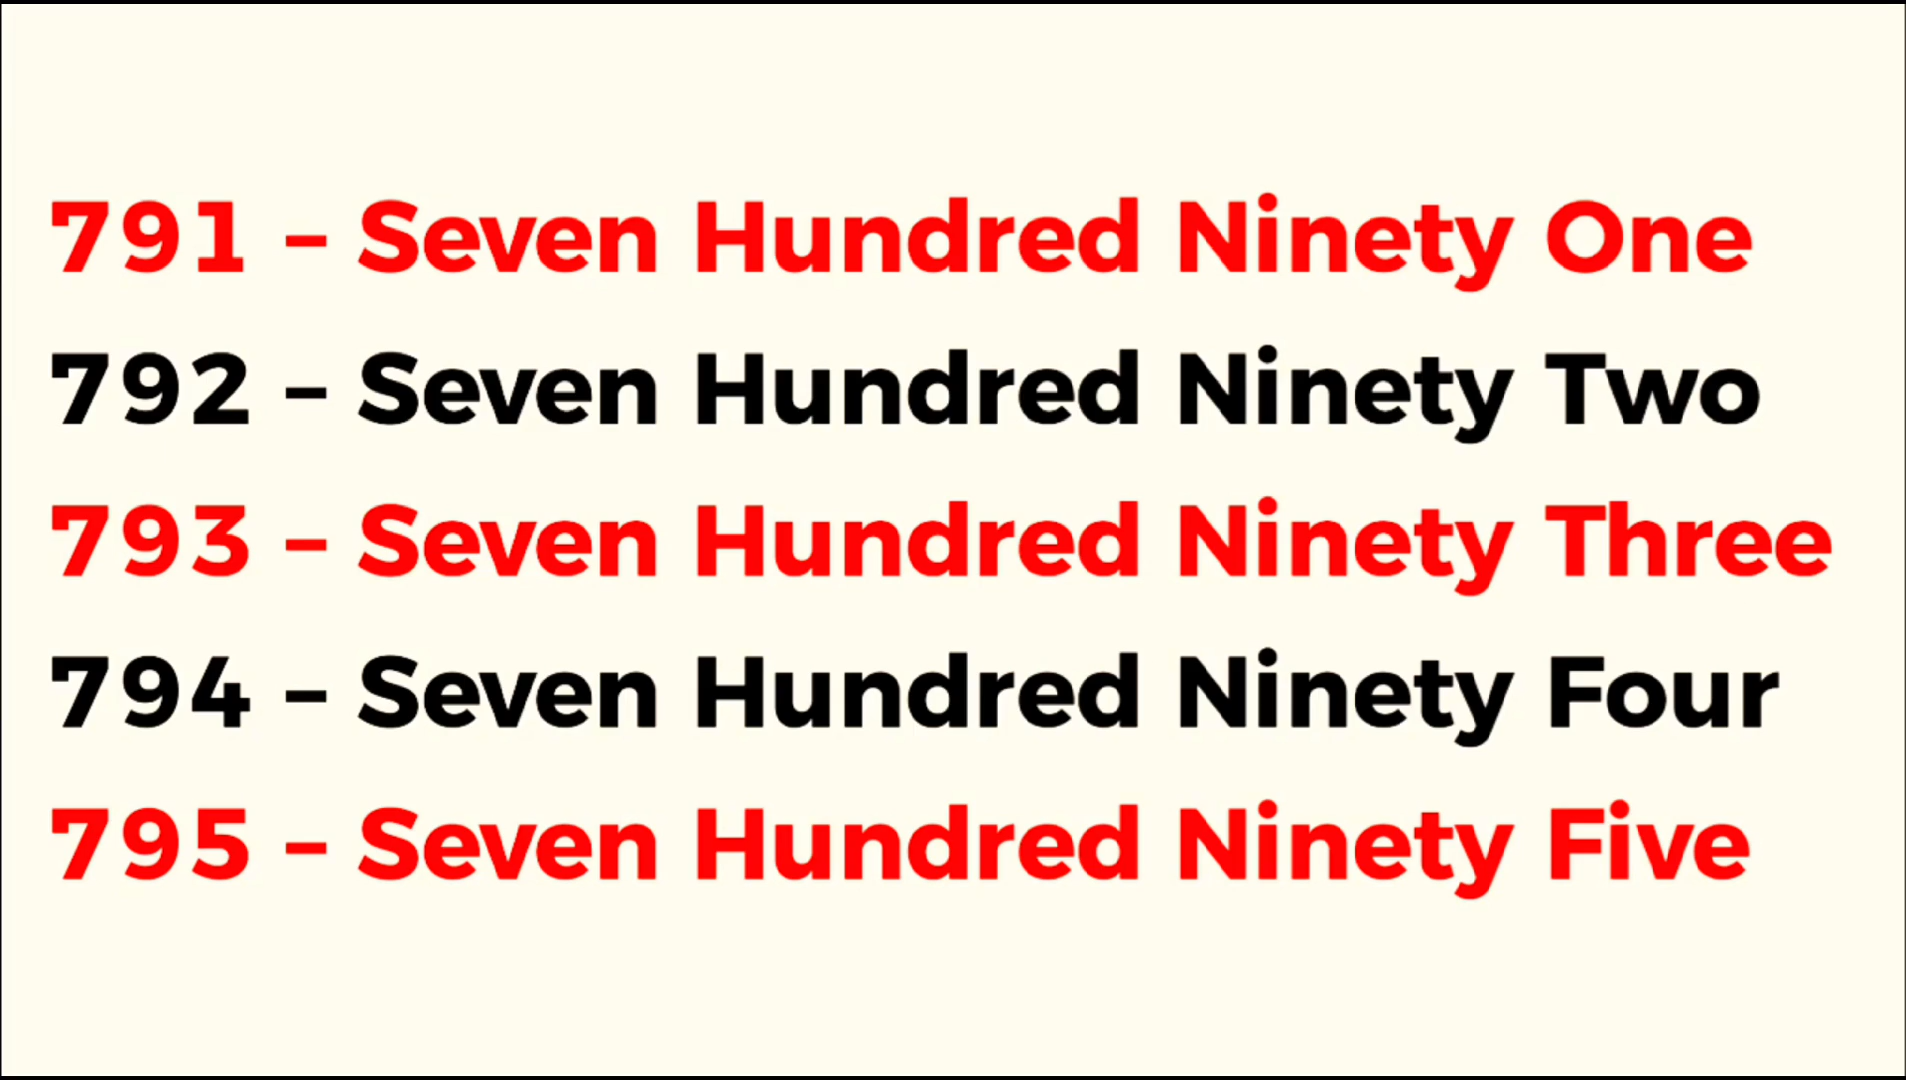 791 – Seven Hundred Ninety One
792 – Seven Hundred Ninety Two
793 – Seven Hundred Ninety Three
794 – Seven Hundred Ninety Four
795 – Seven Hundred Ninety Five